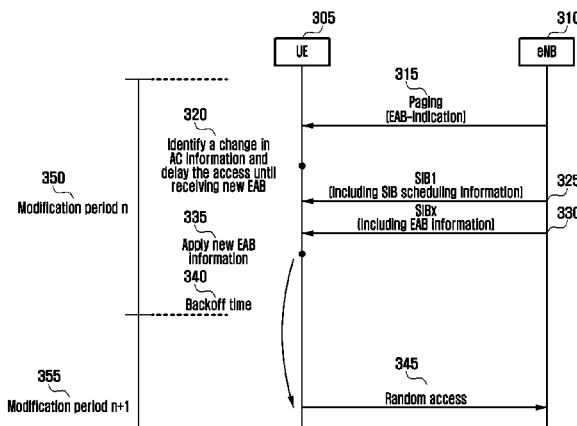 305
310
UE
eNB
315
Paging
[EAB-Indication]
320
Identify a change in
AC information and
delay the access until
receiving new EAB
350
Modification period n
SIB1
[including SIB scheduling information]
325
SIBx
(including EAB information]
330
335
Apply new EAB
information
340
Backoff time
355
Modification period n+1
345
Random access